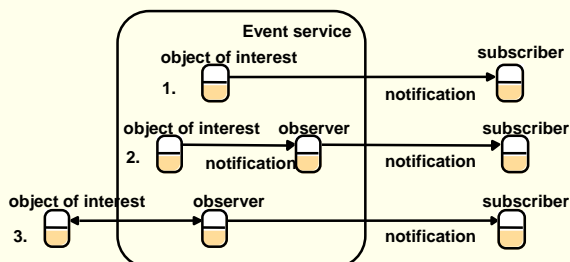 Event service
object of interest
subscriber
1.
notification
object of interest observer subscriber
2.
notification
notification
object of interest observer subscriber
3.
notification